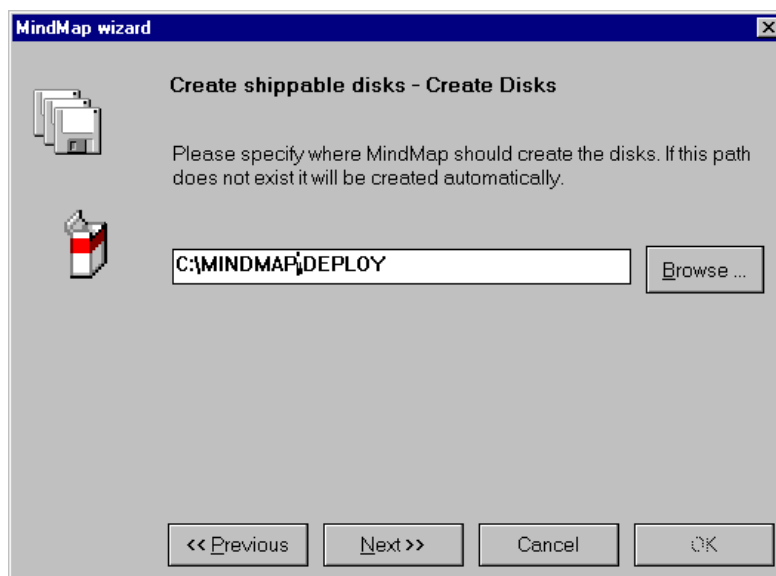 MindMap wizard
Create shippable disks - Create Disks
Please specify where MindMap should create the disks. If this path
does not exist it will be created automatically.
C:\MINDMAP\DEPLOY
Browse ...
<< Previous
Next >>
Cancel
OK